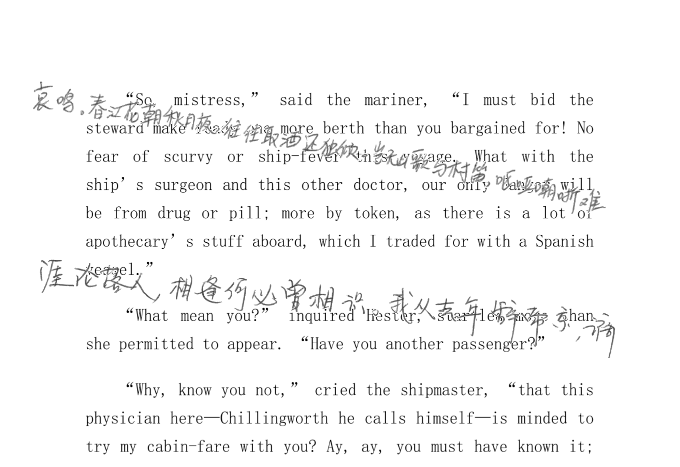 哀鸣。春江花朝秋月夜,往往取酒还独倾。岂无山歌与村笛,呕哑嘲哳难
“So, mistress,” said the mariner, “I must bid the
steward make ready one more berth than you bargained for! No
fear of scurvy or ship-fever this voyage. What with the
ship’s surgeon and this other doctor, our only danger will
be from drug or pill; more by token, as there is a lot of
apothecary’s stuff aboard, which I traded for with a Spanish
vessel.”
涯沦落人,相逢何必曾相识。我从去年辞帝京,谪
“What mean you?” inquired Hester, startled more than
she permitted to appear. “Have you another passenger?”
“Why, know you not,” cried the shipmaster, “that this
physician here—Chillingworth he calls himself—is minded to
try my cabin-fare with you? Ay, ay, you must have known it;